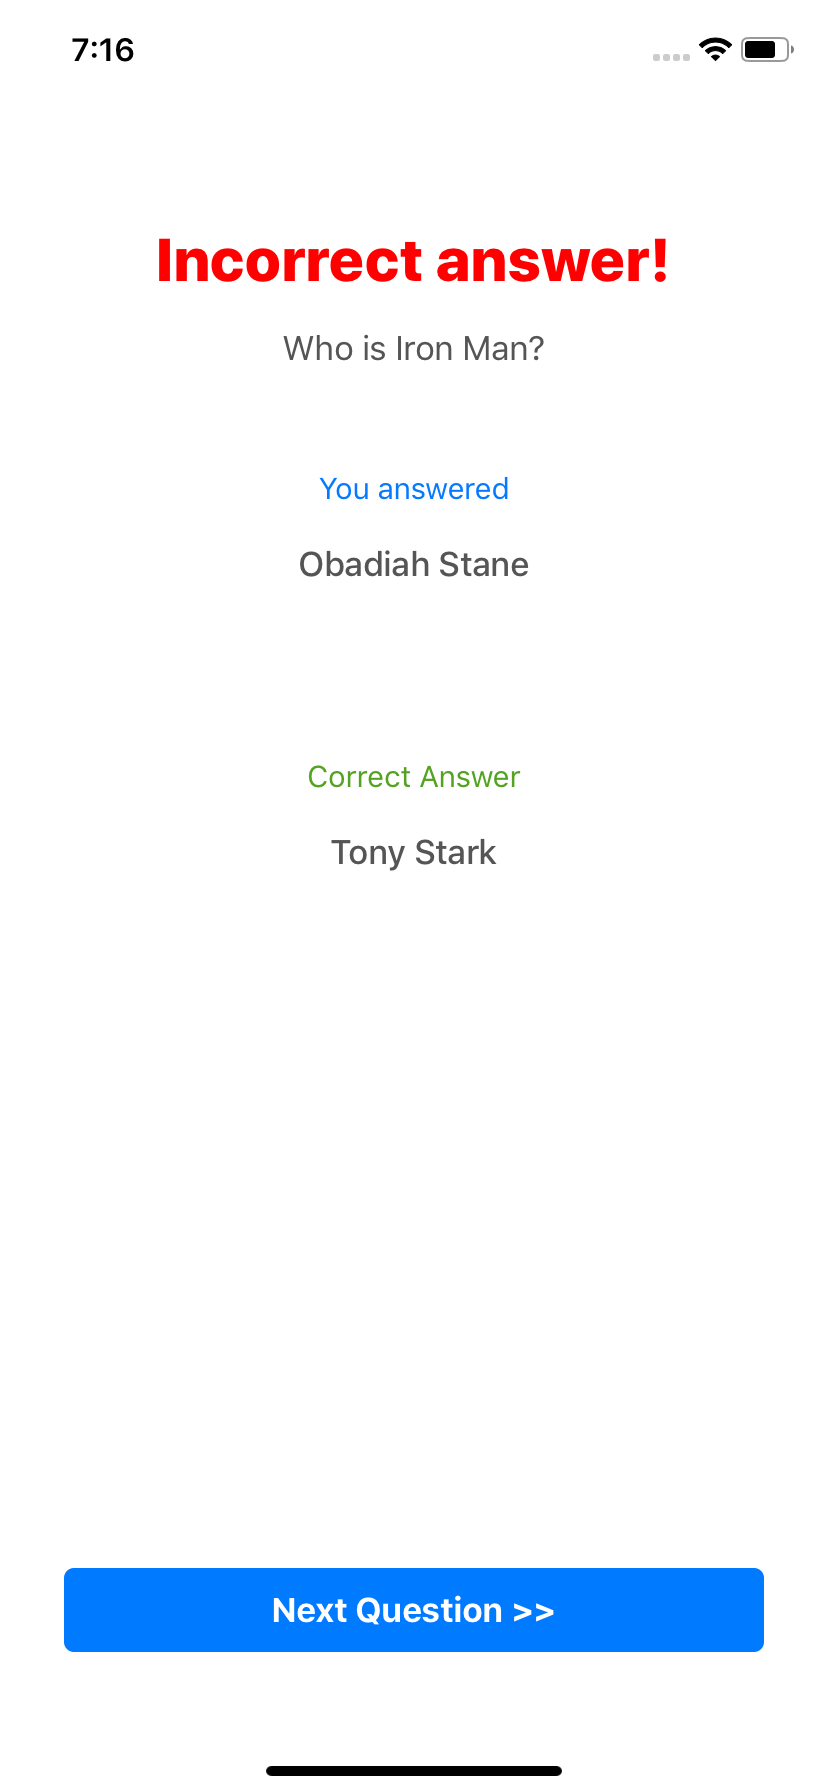 7:16
Incorrect answer!
Who is Iron Man?
You answered
Obadiah Stane
Correct Answer
Tony Stark
Next Question >>